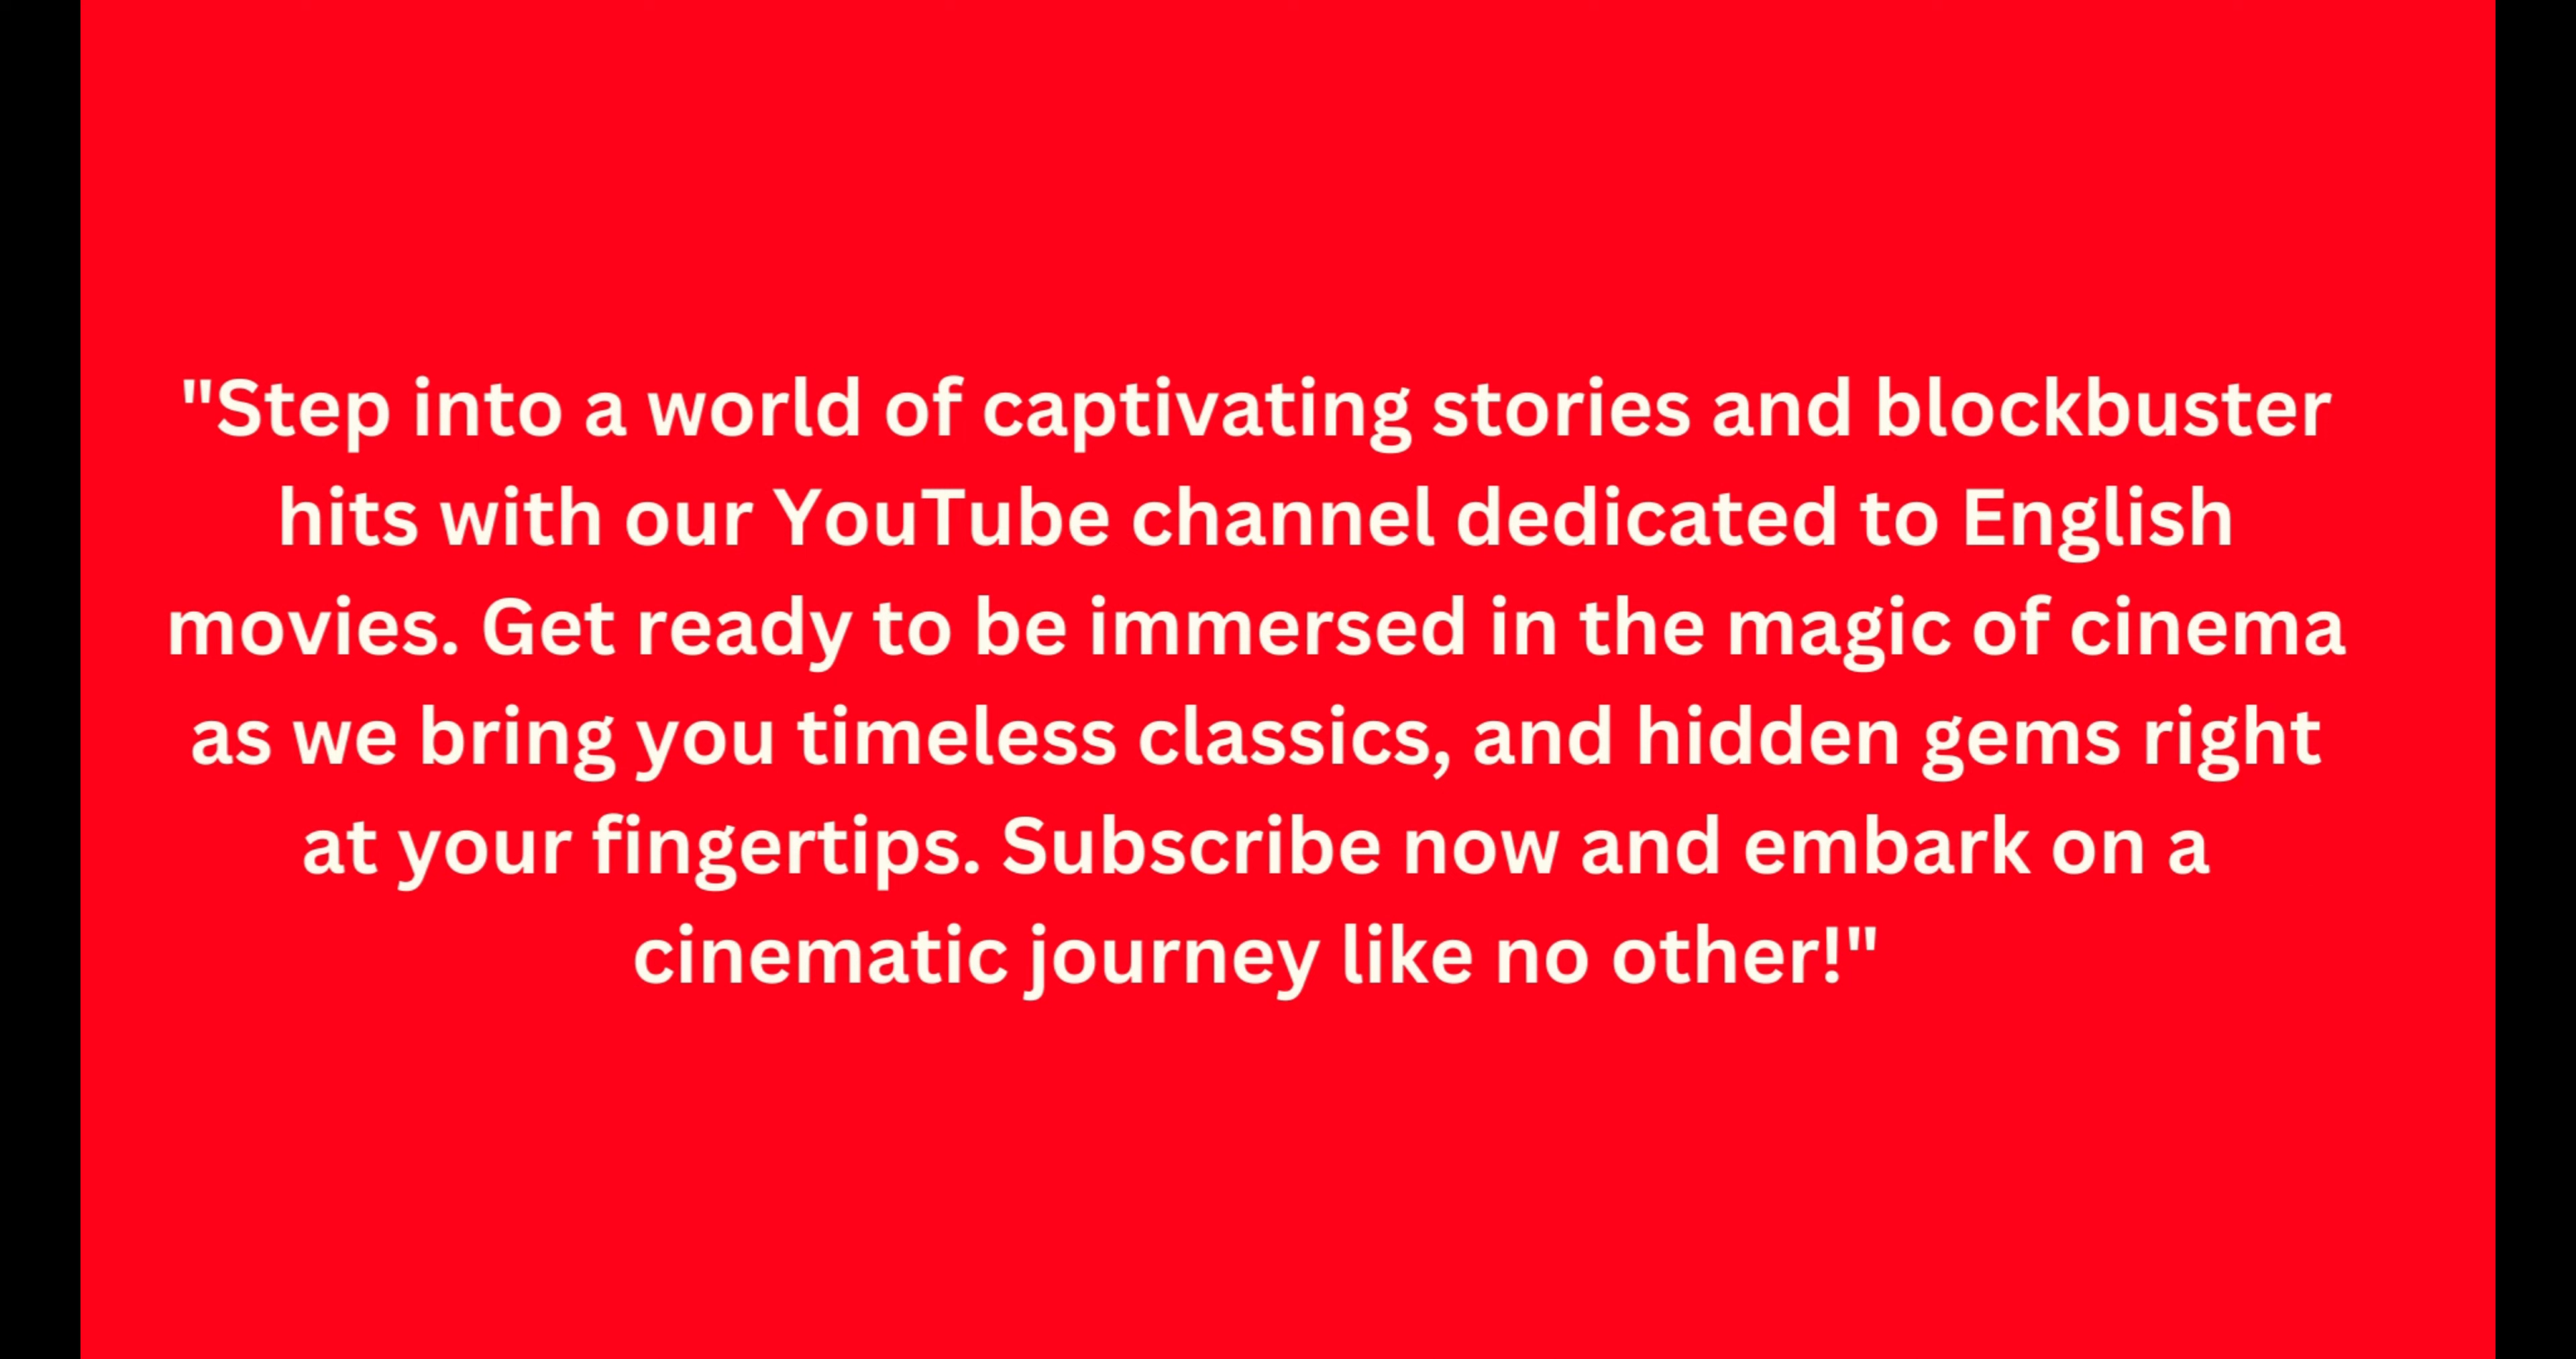 "Step into a world of captivating stories and blockbuster
hits with our YouTube channel dedicated to English
movies. Get ready to be immersed in the magic of cinema
as we bring you timeless classics, and hidden gems right
at your fingertips. Subscribe now and embark on a
cinematic journey like no other!"